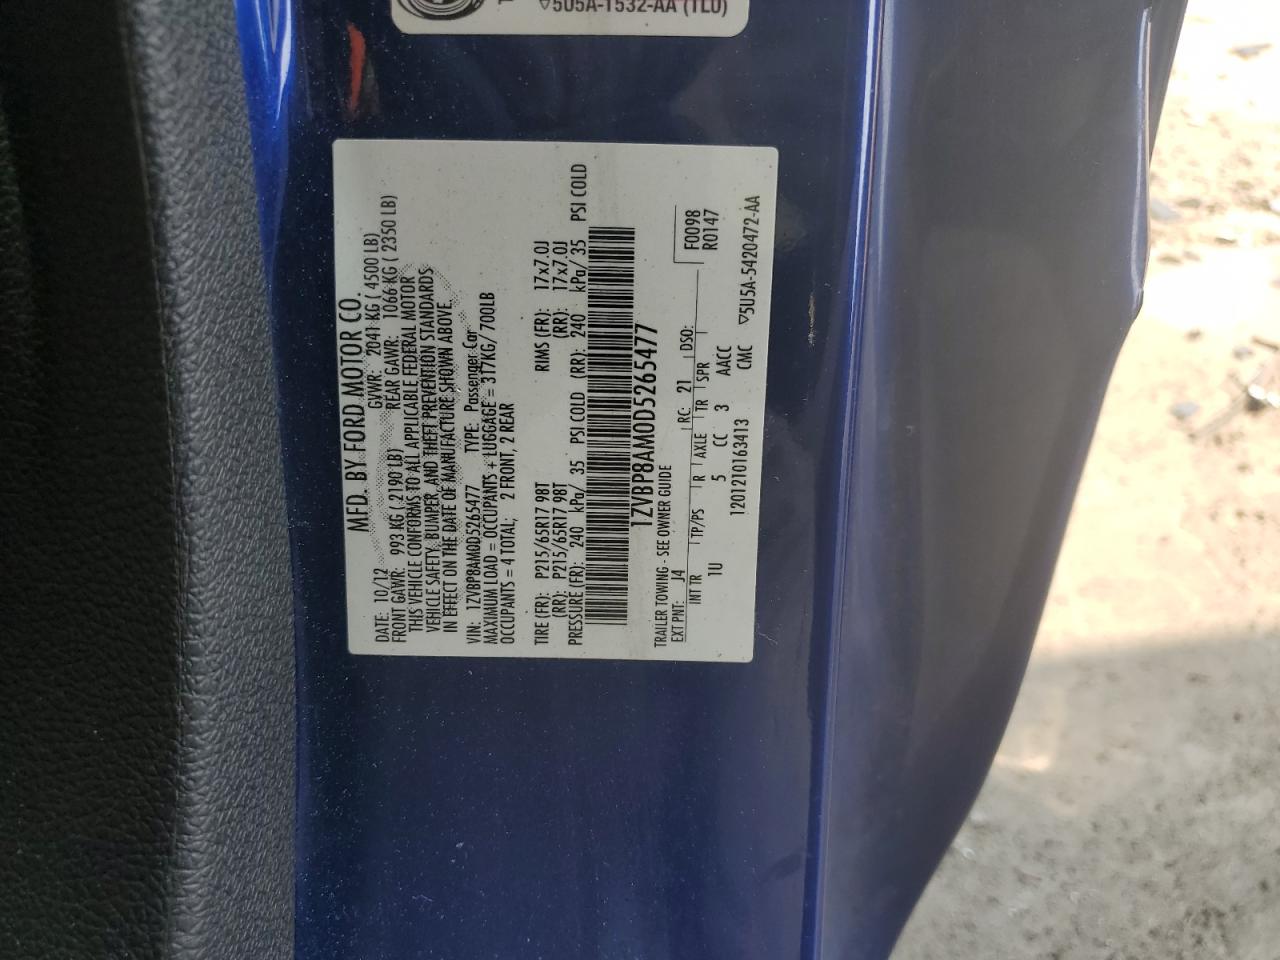 ▽5U5A-1532-AA (TLU)
MFD. BY FORD MOTOR CO.
DATE: 10/12 GVWR: 2041 KG ( 4500 LB)
FRONT GAWR: 993 KG ( 2190 LB) REAR GAWR: 1066 KG ( 2350 LB)
THIS VEHICLE CONFORMS TO ALL APPLICABLE FEDERAL MOTOR
VEHICLE SAFETY, BUMPER, AND THEFT PREVENTION STANDARDS
IN EFFECT ON THE DATE OF MANUFACTURE SHOWN ABOVE.
VIN: 1ZVBP8AM0D5265477 TYPE: Passenger Car
MAXIMUM LOAD = OCCUPANTS + LUGGAGE = 317KG/ 700LB
OCCUPANTS = 4 TOTAL; 2 FRONT, 2 REAR
TIRE (FR): P215/65R17 98T RIMS (FR): 17x7.0J
(RR): P215/65R17 98T (RR): 17x7.0J
PRESSURE (FR): 240 kPa/ 35 PSI COLD (RR): 240 kPa/ 35 PSI COLD
1ZVBP8AM0D5265477
TRAILER TOWING - SEE OWNER GUIDE
EXT PNT: J4 RC: 21 DSO:
F0098
R0147
INT TR TP/PS R AXLE TR SPR
1U 5 CC 3 AACC
1201210163413 CMC ▽5U5A-5420472-AA